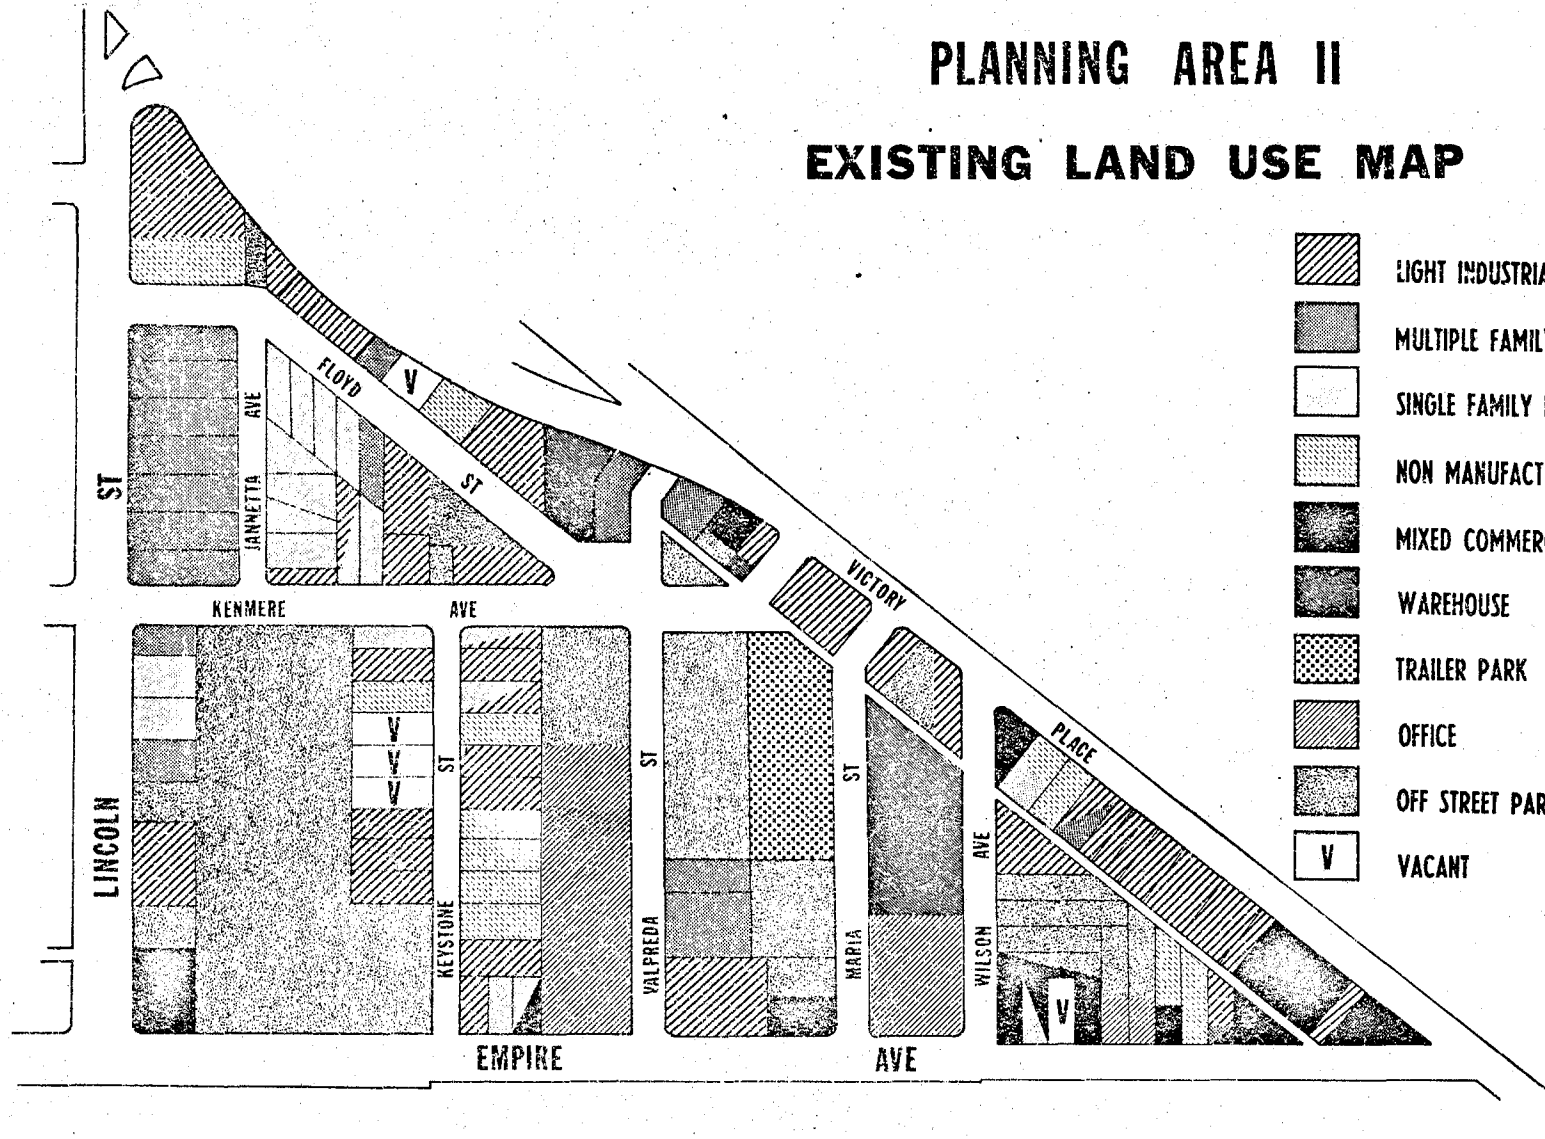 PLANNING AREA II
EXISTING LAND USE MAP
LIGHT INDUSTRIA
MULTIPLE FAMIL
SINGLE FAMILY
NON MANUFACT
MIXED COMMER
WAREHOUSE
TRAILER PARK
OFFICE
OFF STREET PAR
V VACANT
FLOYD ST
V
JANNETTA AVE
LINCOLN ST
KENMERE AVE
VICTORY PLACE
V
V
V
KEYSTONE ST
VALPREDA ST
MARIA ST
WILSON AVE
V
EMPIRE AVE